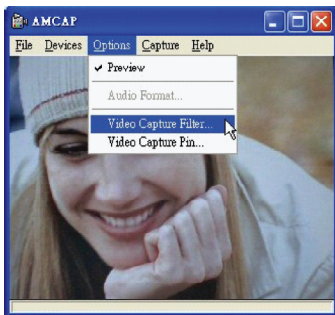 AMCAP
File Devices Options Capture Help
✓ Preview
Audio Format...
Video Capture Filter...
Video Capture Pin...